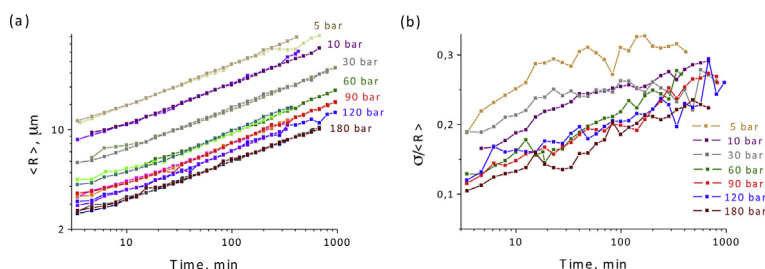 (a)
5 bar
10 bar
30 bar
60 bar
90 bar
120 bar
180 bar
<R>, μm
10
2
10
100
1000
Time, min
(b)
σ/<R>
0,3
0,2
0,1
5 bar
10 bar
30 bar
60 bar
90 bar
120 bar
180 bar
10
100
1000
Time, min